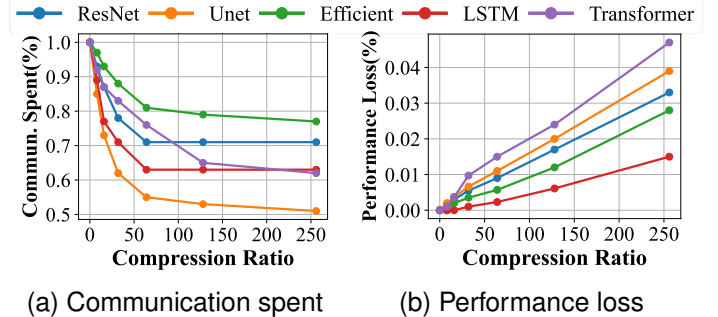 ResNet Unet Efficient LSTM Transformer
Commun. Spent(%)
1.0
0.9
0.8
0.7
0.6
0.5
0 50 100 150 200 250
Compression Ratio
(a) Communication spent
Performance Loss(%)
0.04
0.03
0.02
0.01
0.00
0 50 100 150 200 250
Compression Ratio
(b) Performance loss